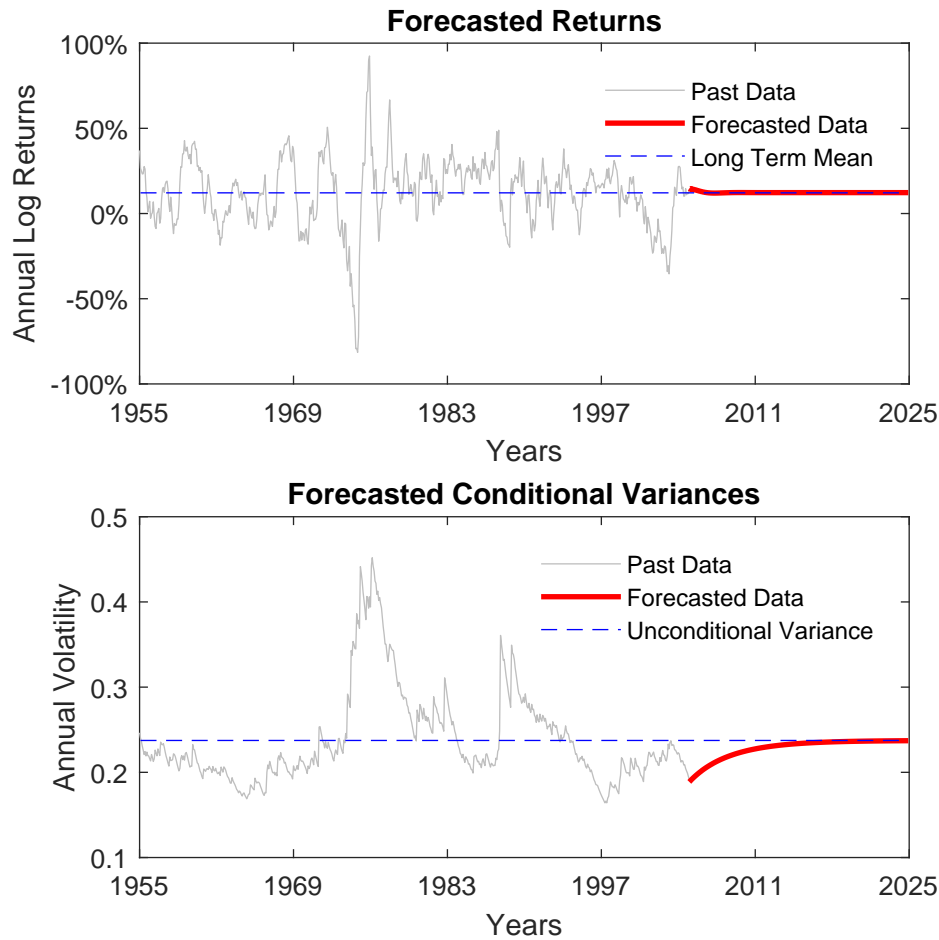 Forecasted Returns
100%
50%
0%
-50%
-100%
Annual Log Returns
Past Data
Forecasted Data
Long Term Mean
1955 1969 1983 1997 2011 2025
Years
Forecasted Conditional Variances
0.5
0.4
0.3
0.2
0.1
Annual Volatility
Past Data
Forecasted Data
Unconditional Variance
1955 1969 1983 1997 2011 2025
Years